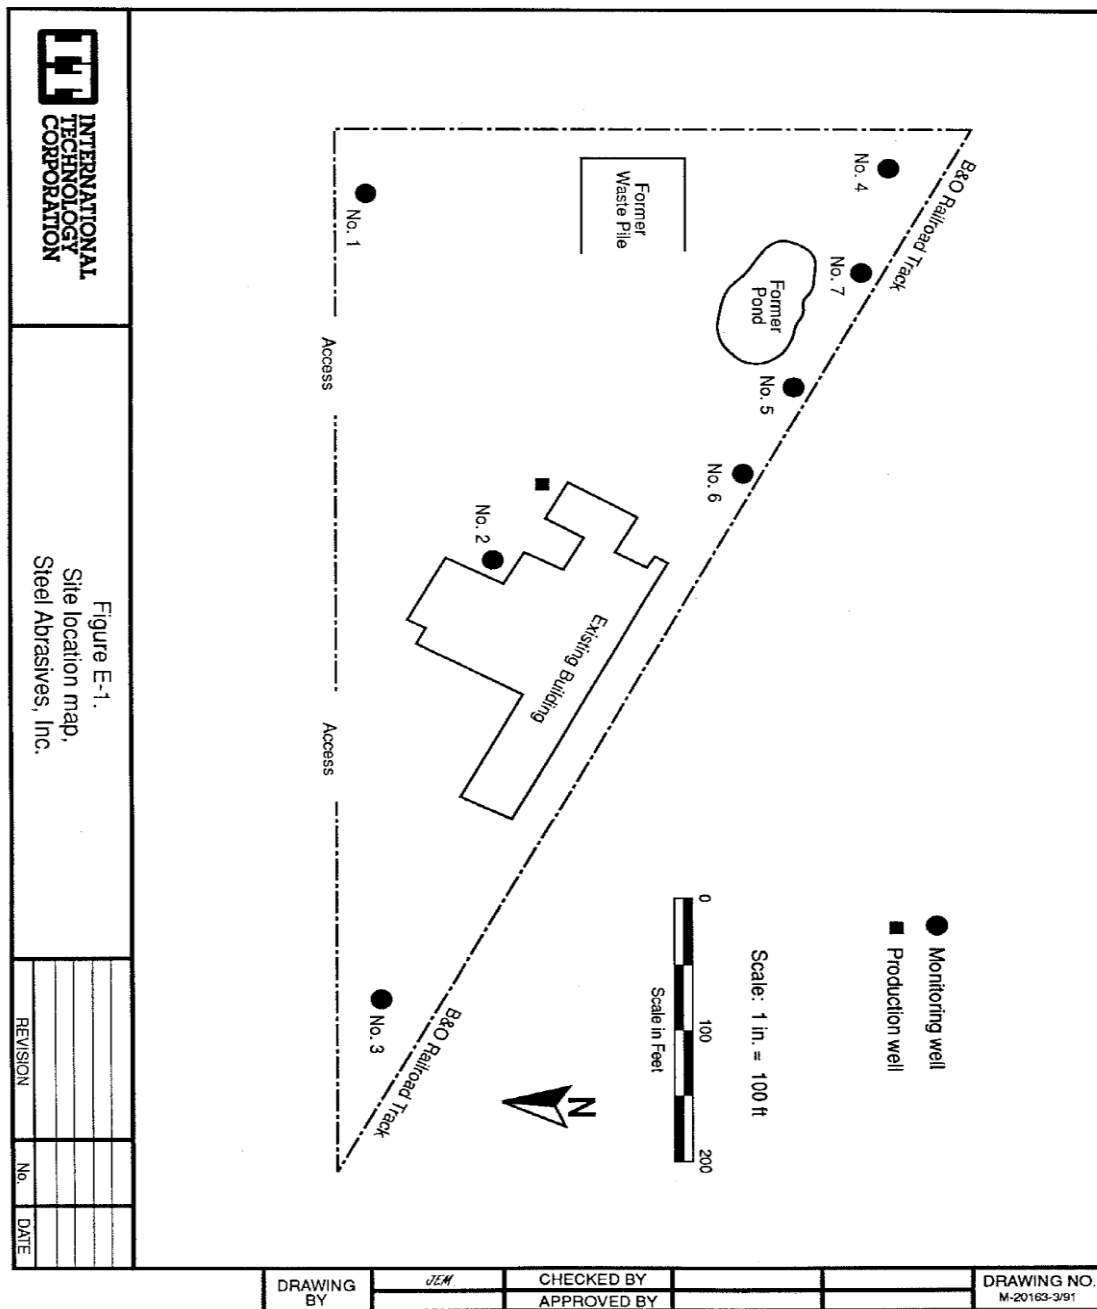 INTERNATIONAL
TECHNOLOGY
CORPORATION
Figure E-1.
Site location map,
Steel Abrasives, Inc.
REVISION
No.
DATE
No. 4
B&O Railroad Track
No. 7
Former
Waste Pile
Former
Pond
No. 1
No. 5
Access
No. 6
No. 2
Existing Building
Access
No. 3
B&O Railroad Track
Monitoring well
Production well
Scale: 1 in. = 100 ft
0
100
200
Scale in Feet
N
DRAWING
BY
JEM
CHECKED BY
APPROVED BY
DRAWING NO.
M-20163-3/91